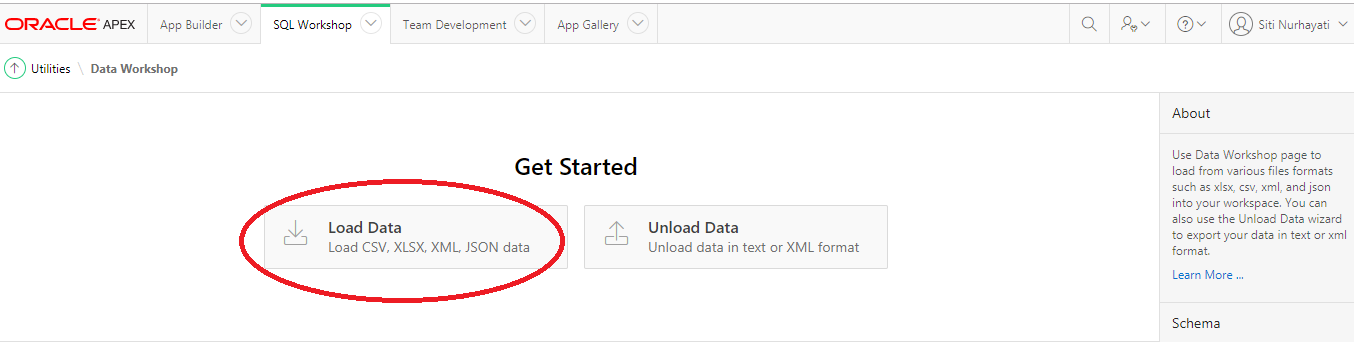 ORACLE APEX App Builder SQL Workshop Team Development App Gallery Siti Nurhayati
Utilities \ Data Workshop
Get Started
Load Data
Load CSV, XLSX, XML, JSON data
Unload Data
Unload data in text or XML format
About
Use Data Workshop page to
load from various files formats
such as xlsx, csv, xml, and json
into your workspace. You can
also use the Unload Data wizard
to export your data in text or xml
format.
Learn More ...
Schema